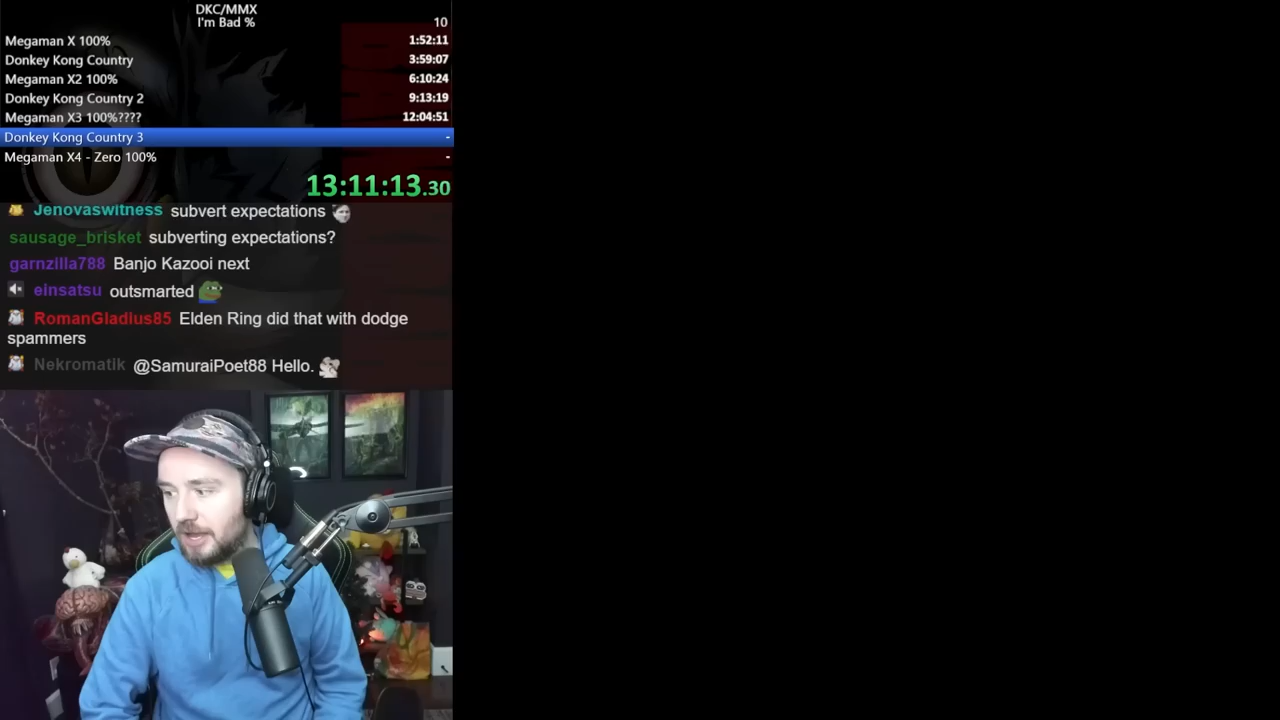 DKC/MMX
I'm Bad %
10
Megaman X 100% 1:52:11
Donkey Kong Country 3:59:07
Megaman X2 100% 6:10:24
Donkey Kong Country 2 9:13:19
Megaman X3 100%???? 12:04:51
Donkey Kong Country 3 -
Megaman X4 - Zero 100% -
13:11:13.30
Jenovaswitness subvert expectations
sausage_brisket subverting expectations?
garnzilla788 Banjo Kazooi next
einsatsu outsmarted
RomanGladius85 Elden Ring did that with dodge
spammers
Nekromatik @SamuraiPoet88 Hello.